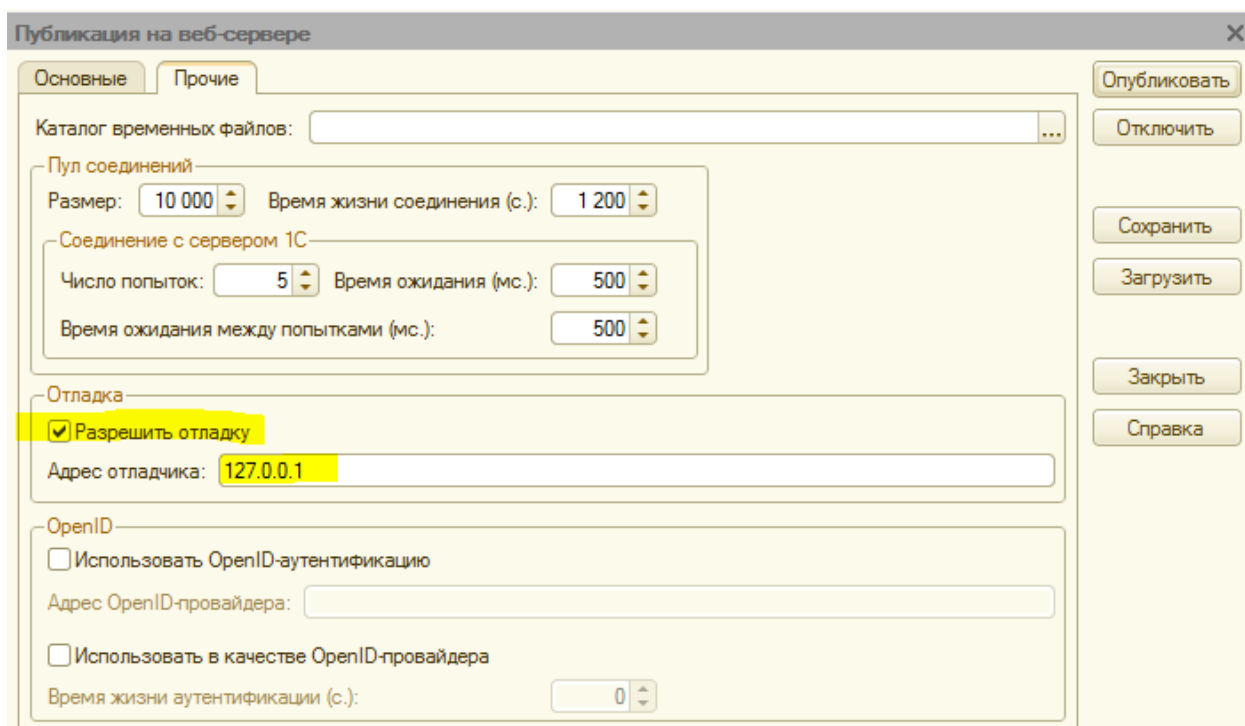 Публикация на веб-сервере
Основные Прочие
Опубликовать
Каталог временных файлов: ...
Отключить
Пул соединений
Размер: 10 000 Время жизни соединения (с.): 1 200
Сохранить
Соединение с сервером 1С
Число попыток: 5 Время ожидания (мс.): 500
Загрузить
Время ожидания между попытками (мс.): 500
Закрыть
Отладка
Разрешить отладку
Справка
Адрес отладчика: 127.0.0.1
OpenID
Использовать OpenID-аутентификацию
Адрес OpenID-провайдера:
Использовать в качестве OpenID-провайдера
Время жизни аутентификации (с.): 0